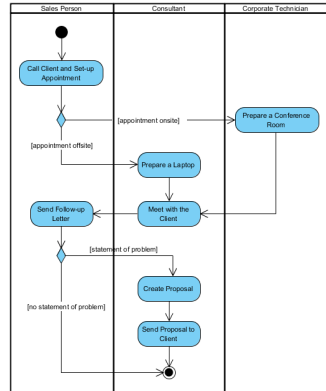 Sales Person
Consultant
Corporate Technician
Call Client and Set-up
Appointment
[appointment onsite]
Prepare a Conference
Room
[appointment offsite]
Prepare a Laptop
Send Follow-up
Letter
Meet with the
Client
[statement of problem]
Create Proposal
[no statement of problem]
Send Proposal to
Client